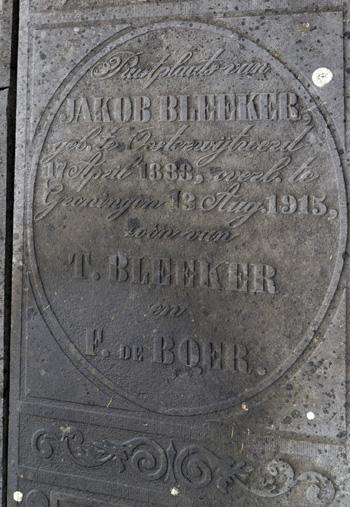 Rustplaats van
JAKOB BLEEKER,
geb. te Oosterwijtwerd
17 April 1888, overl. te
Groningen 13 Aug. 1915,
zoon van
T. BLEEKER
en
F. DE BOER.